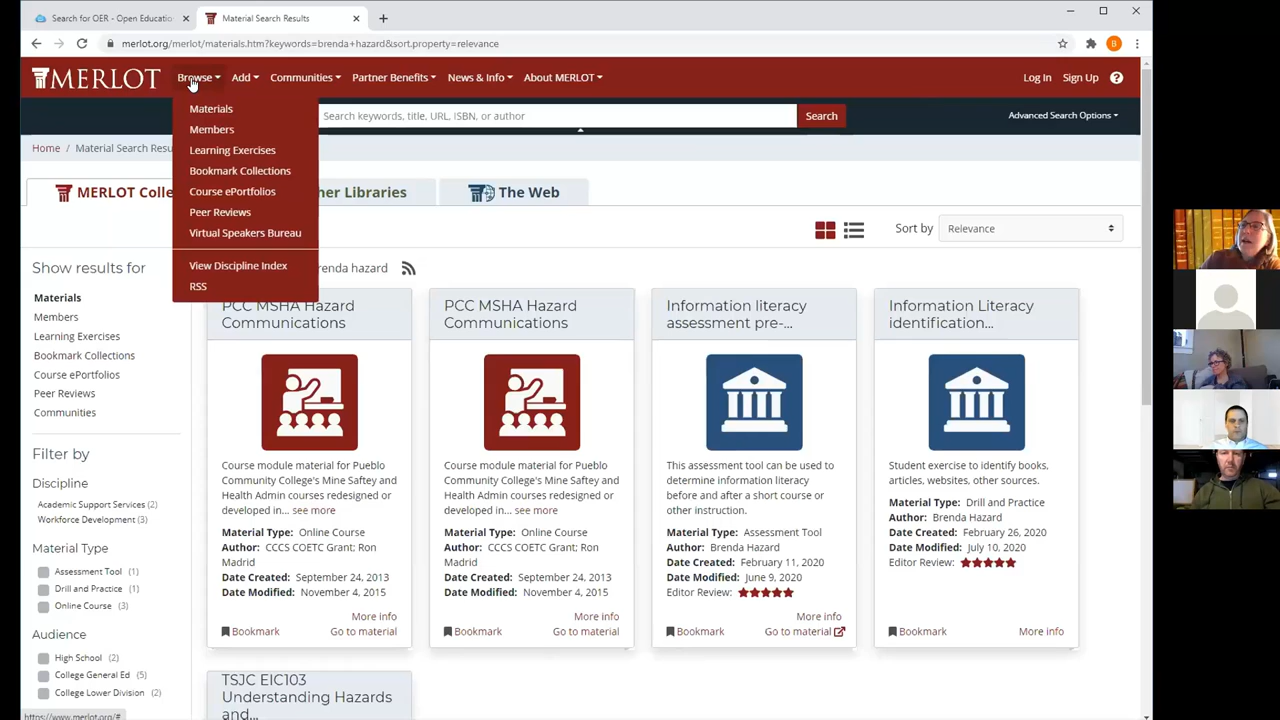 Search for OER - Open Educatio
Material Search Results
merlot.org/merlot/materials.htm?keywords=brenda+hazard&sort.property=relevance
B
MERLOT
Browse
Add
Communities
Partner Benefits
News & Info
About MERLOT
Log In
Sign Up
?
Materials
Members
Learning Exercises
Bookmark Collections
Course ePortfolios
Peer Reviews
Virtual Speakers Bureau
View Discipline Index
RSS
Search keywords, title, URL, ISBN, or author
Search
Advanced Search Options
Home / Material Search Resu
MERLOT Colle
her Libraries
The Web
Sort by
Relevance
Show results for
Materials
Members
Learning Exercises
Bookmark Collections
Course ePortfolios
Peer Reviews
Communities
Filter by
Discipline
Academic Support Services (2)
Workforce Development (3)
Material Type
Assessment Tool (1)
Drill and Practice (1)
Online Course (3)
Audience
High School (2)
College General Ed (5)
College Lower Division (2)
https://www.merlot.org/#
brenda hazard
PCC MSHA Hazard
Communications
Course module material for Pueblo
Community College's Mine Saftey and
Health Admin courses redesigned or
developed in... see more
Material Type: Online Course
Author: CCCS COETC Grant; Ron
Madrid
Date Created: September 24, 2013
Date Modified: November 4, 2015
More info
Bookmark
Go to material
PCC MSHA Hazard
Communications
Course module material for Pueblo
Community College's Mine Saftey and
Health Admin courses redesigned or
developed in... see more
Material Type: Online Course
Author: CCCS COETC Grant; Ron
Madrid
Date Created: September 24, 2013
Date Modified: November 4, 2015
More info
Bookmark
Go to material
Information literacy
assessment pre-...
This assessment tool can be used to
determine information literacy
before and after a short course or
other instruction.
Material Type: Assessment Tool
Author: Brenda Hazard
Date Created: February 11, 2020
Date Modified: June 9, 2020
Editor Review:
More info
Bookmark
Go to material
Information Literacy
identification...
Student exercise to identify books,
articles, websites, other sources.
Material Type: Drill and Practice
Author: Brenda Hazard
Date Created: February 26, 2020
Date Modified: July 10, 2020
Editor Review:
Bookmark
More info
TSJC EIC103
Understanding Hazards
and...